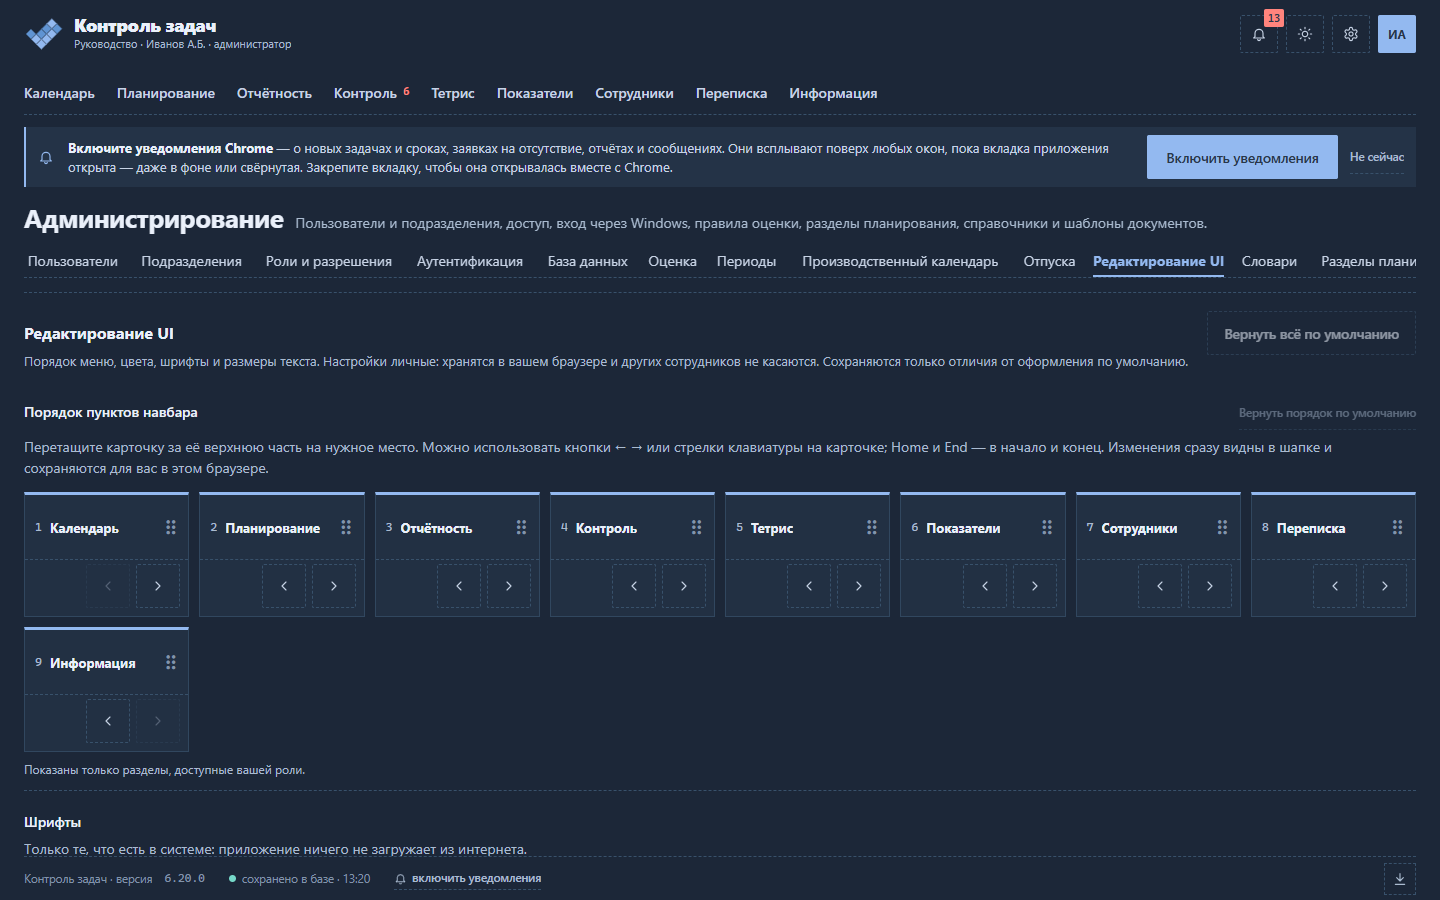 Контроль задач
Руководство · Иванов А.Б. · администратор
13
ИА
Календарь Планирование Отчётность Контроль 6 Тетрис Показатели Сотрудники Переписка Информация
Включите уведомления Chrome — о новых задачах и сроках, заявках на отсутствие, отчётах и сообщениях. Они всплывают поверх любых окон, пока вкладка приложения
открыта — даже в фоне или свёрнутая. Закрепите вкладку, чтобы она открывалась вместе с Chrome.
Включить уведомления
Не сейчас
Администрирование Пользователи и подразделения, доступ, вход через Windows, правила оценки, разделы планирования, справочники и шаблоны документов.
Пользователи Подразделения Роли и разрешения Аутентификация База данных Оценка Периоды Производственный календарь Отпуска Редактирование UI Словари Разделы плани
Редактирование UI
Вернуть всё по умолчанию
Порядок меню, цвета, шрифты и размеры текста. Настройки личные: хранятся в вашем браузере и других сотрудников не касаются. Сохраняются только отличия от оформления по умолчанию.
Порядок пунктов навбара
Вернуть порядок по умолчанию
Перетащите карточку за её верхнюю часть на нужное место. Можно использовать кнопки ← → или стрелки клавиатуры на карточке; Home и End — в начало и конец. Изменения сразу видны в шапке и
сохраняются для вас в этом браузере.
1 Календарь
2 Планирование
3 Отчётность
4 Контроль
5 Тетрис
6 Показатели
7 Сотрудники
8 Переписка
9 Информация
Показаны только разделы, доступные вашей роли.
Шрифты
Только те, что есть в системе: приложение ничего не загружает из интернета.
Контроль задач · версия 6.20.0 сохранено в базе · 13:20 включить уведомления